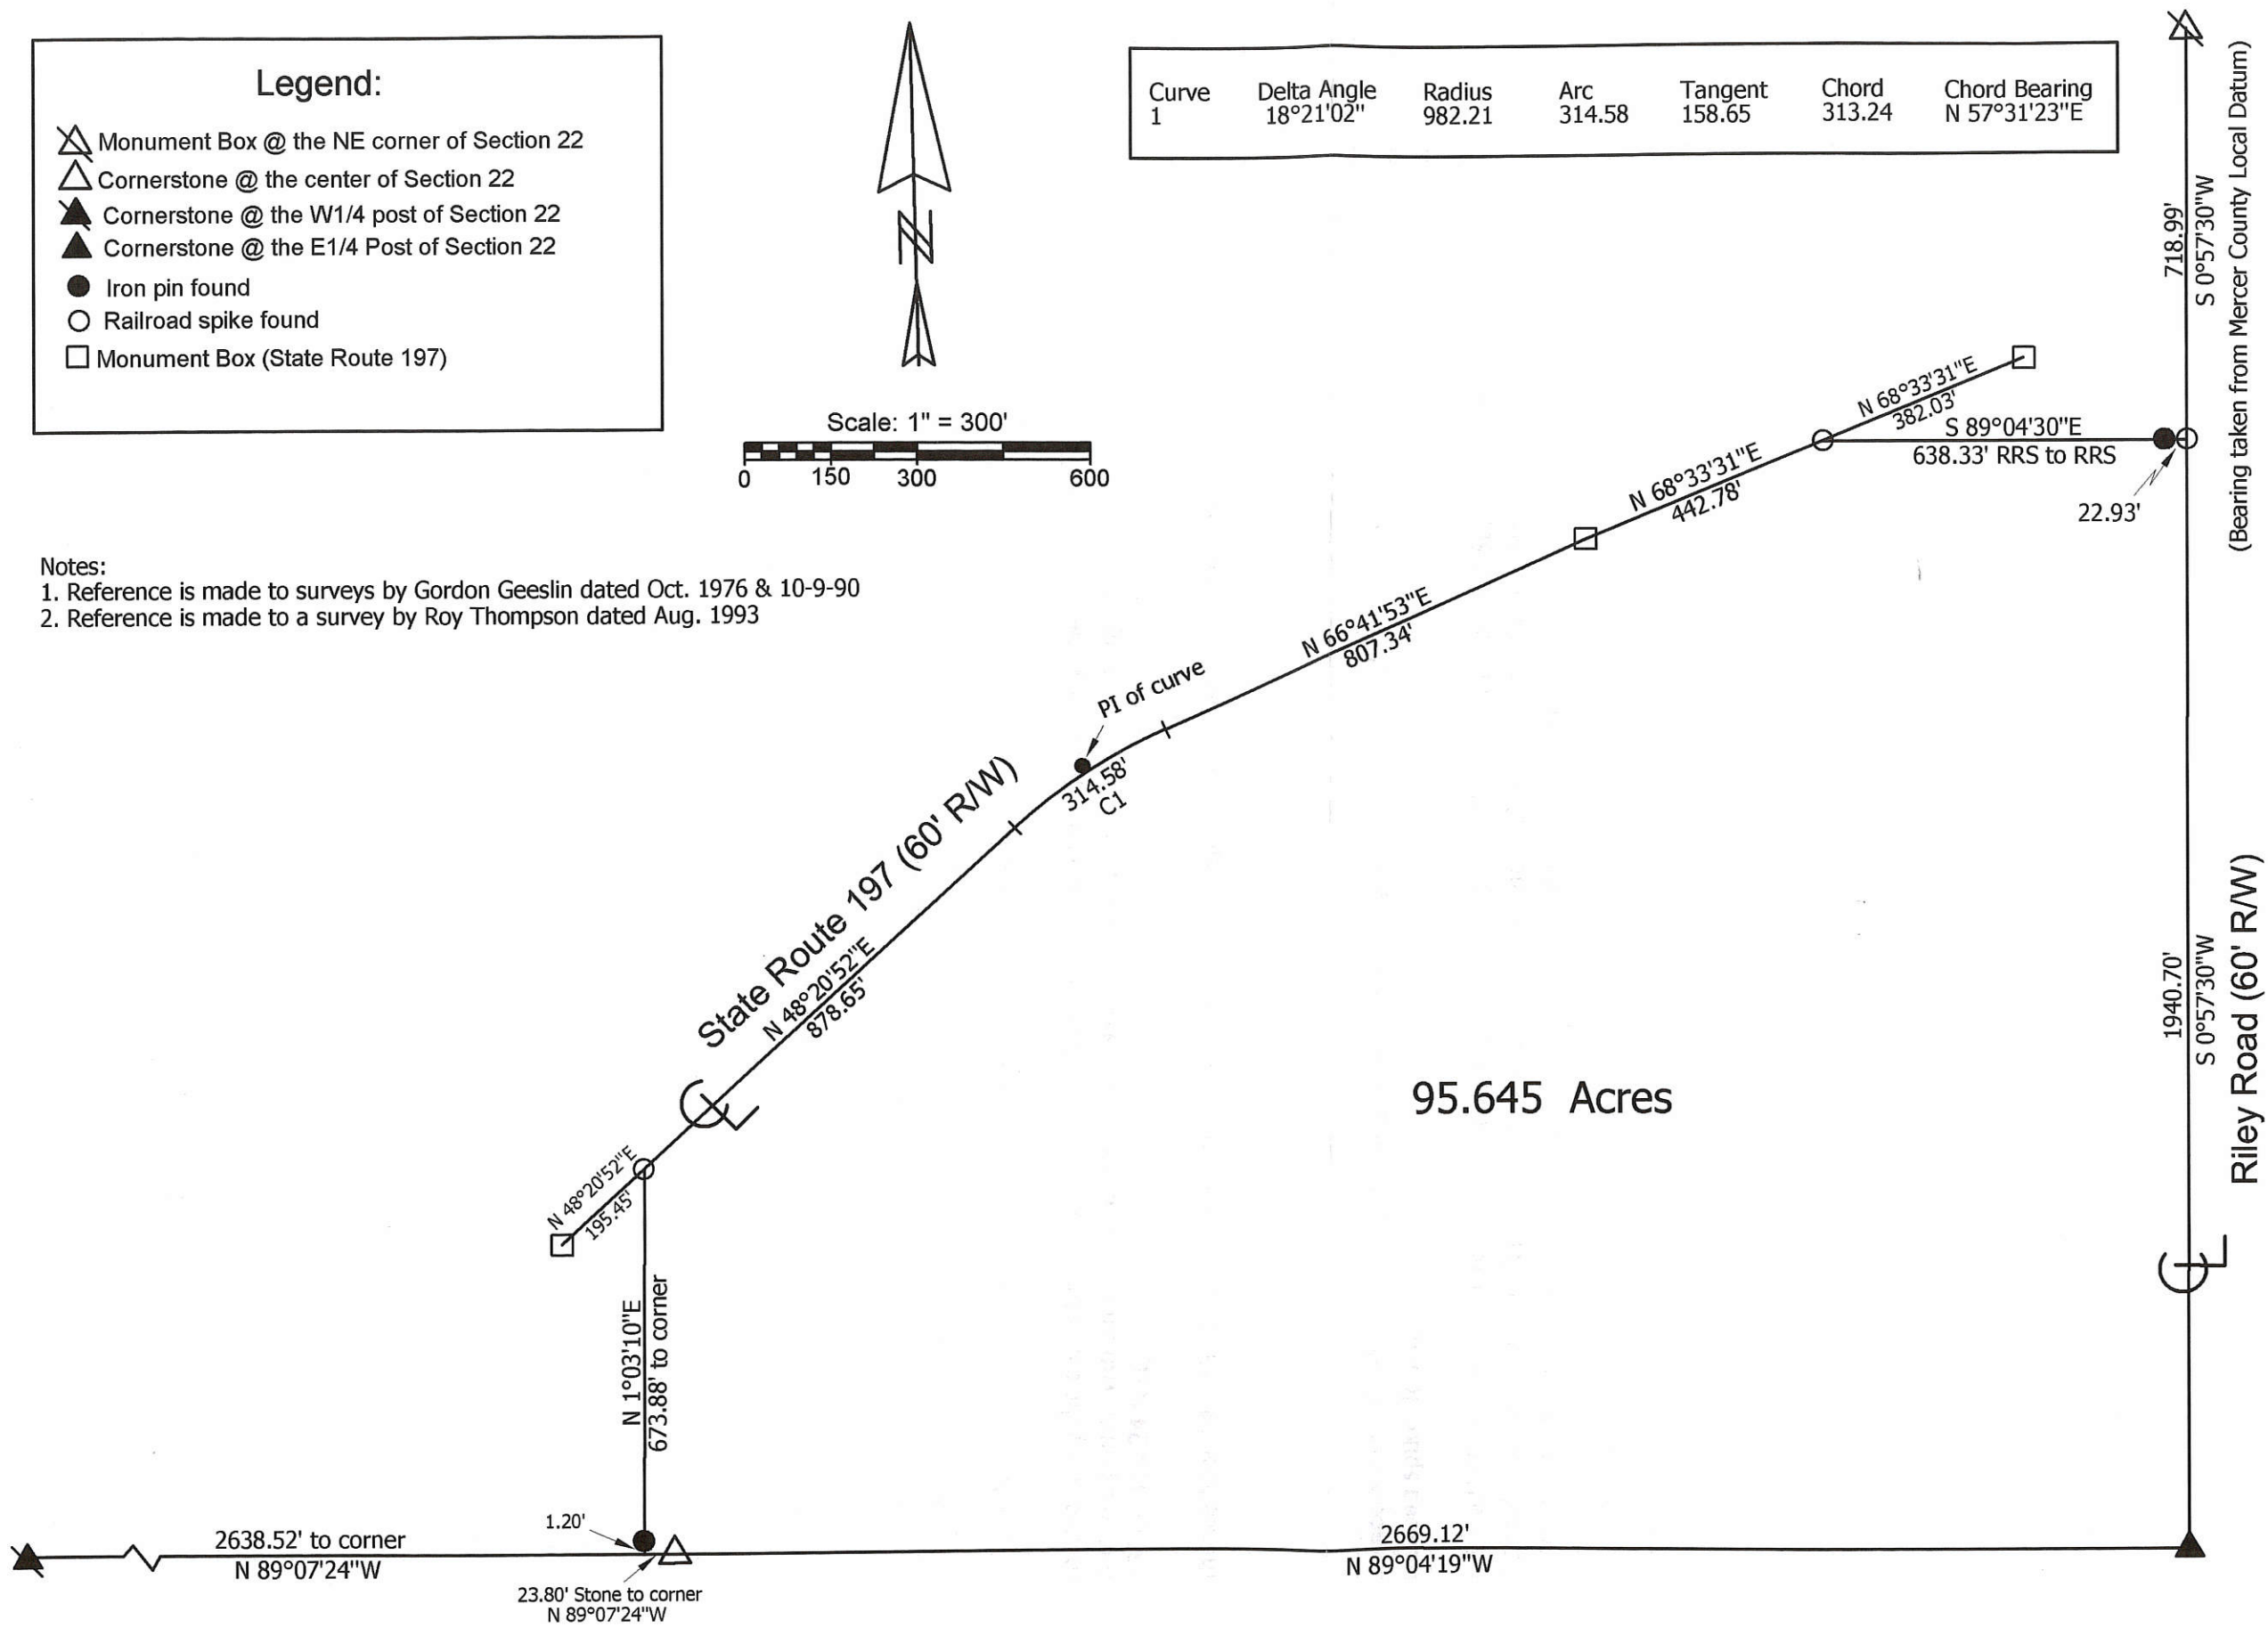 Legend:
Monument Box @ the NE corner of Section 22
Cornerstone @ the center of Section 22
Cornerstone @ the W1/4 post of Section 22
Cornerstone @ the E1/4 Post of Section 22
Iron pin found
Railroad spike found
Monument Box (State Route 197)
N
Scale: 1" = 300'
0 150 300 600
Curve Delta Angle Radius Arc Tangent Chord Chord Bearing
1 18°21'02" 982.21 314.58 158.65 313.24 N 57°31'23"E
718.99'
S 0°57'30"W
(Bearing taken from Mercer County Local Datum)
N 68°33'31"E
382.03'
S 89°04'30"E
638.33' RRS to RRS
22.93'
N 68°33'31"E
442.78'
Notes:
1. Reference is made to surveys by Gordon Geeslin dated Oct. 1976 & 10-9-90
2. Reference is made to a survey by Roy Thompson dated Aug. 1993
N 66°41'53"E
807.34'
PI of curve
314.58'
C1
State Route 197 (60' R/W)
N 48°20'52"E
878.65'
CL
1940.70'
S 0°57'30"W
Riley Road (60' R/W)
CL
95.645 Acres
N 48°20'52"E
195.45'
N 1°03'10"E
673.88' to corner
1.20'
2638.52' to corner
N 89°07'24"W
23.80' Stone to corner
N 89°07'24"W
2669.12'
N 89°04'19"W